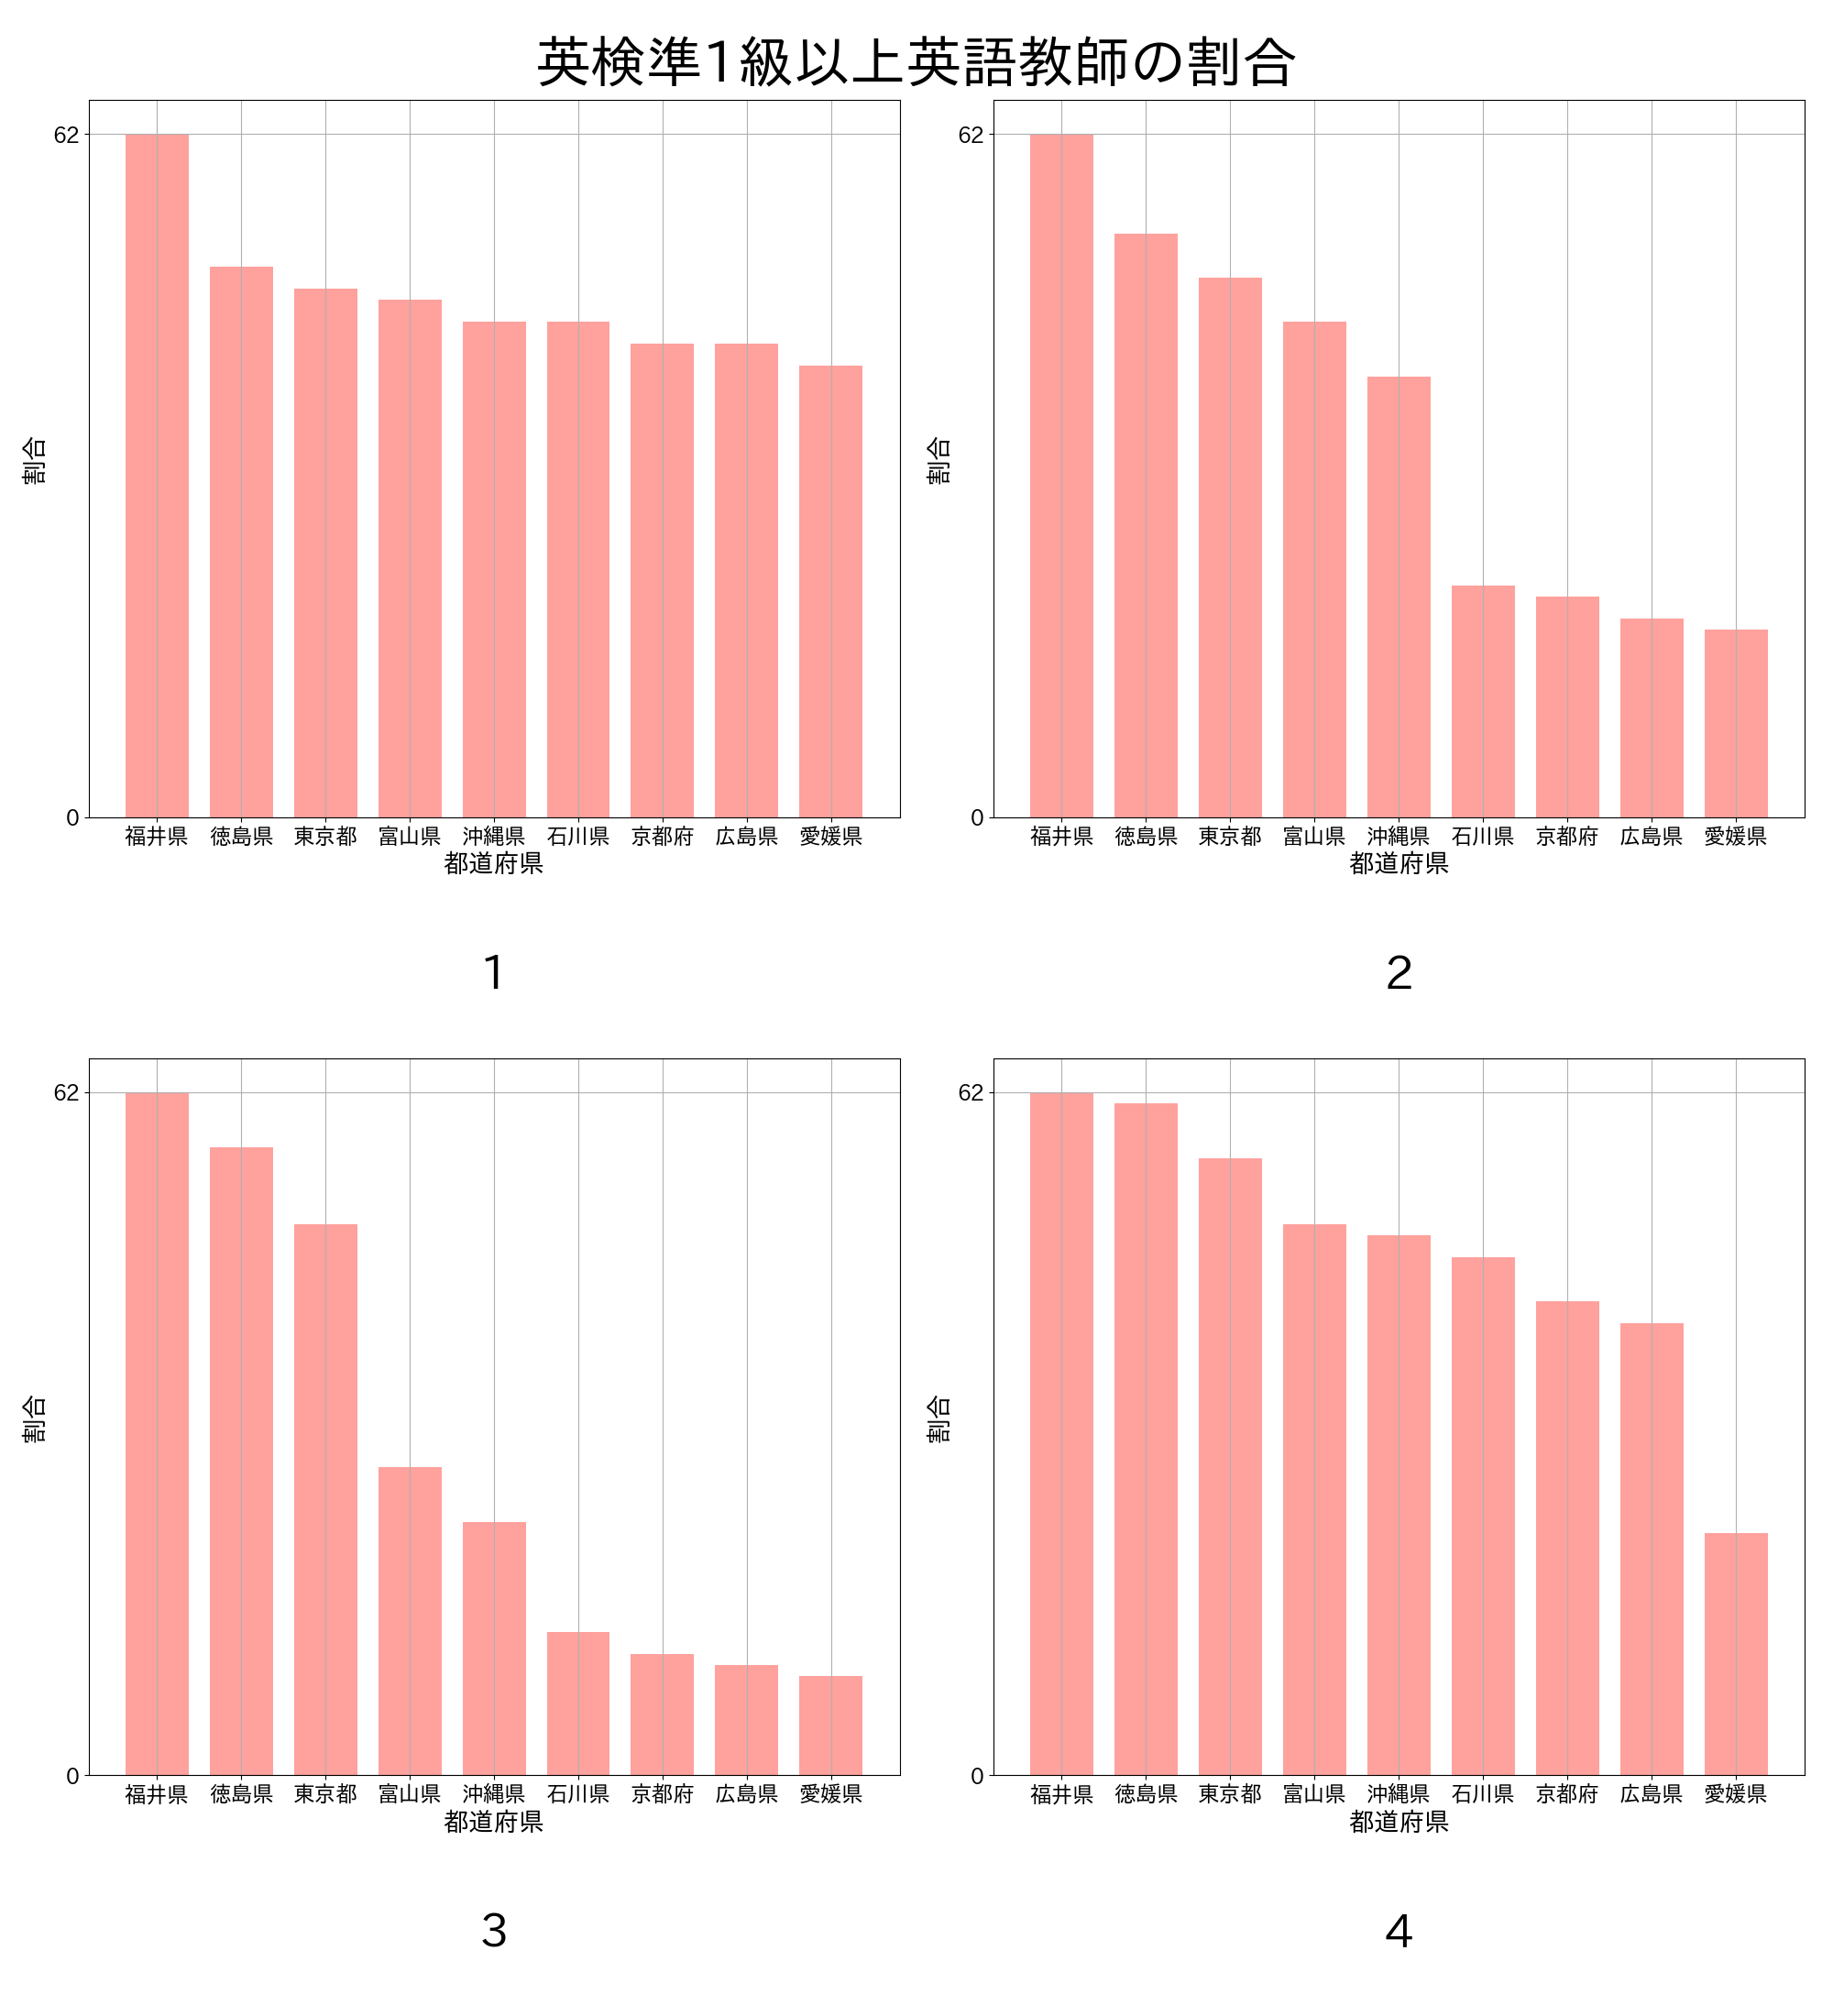 英検準1級以上英語教師の割合
62
0
割合
福井県 徳島県 東京都 富山県 沖縄県 石川県 京都府 広島県 愛媛県
都道府県
1
62
0
割合
福井県 徳島県 東京都 富山県 沖縄県 石川県 京都府 広島県 愛媛県
都道府県
2
62
0
割合
福井県 徳島県 東京都 富山県 沖縄県 石川県 京都府 広島県 愛媛県
都道府県
3
62
0
割合
福井県 徳島県 東京都 富山県 沖縄県 石川県 京都府 広島県 愛媛県
都道府県
4